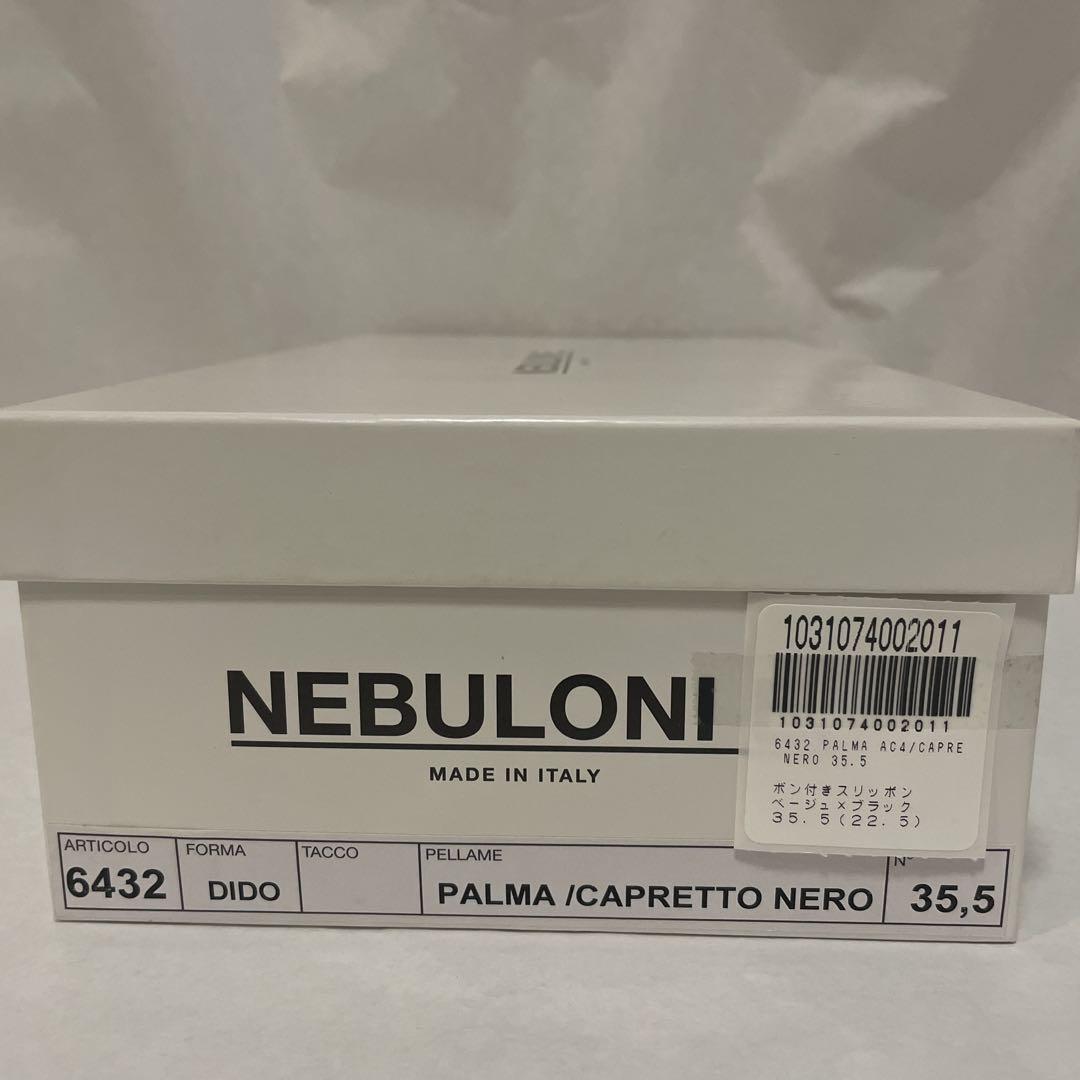 NEBULONI
MADE IN ITALY
1031074002011
1031074002011
6432 PALMA AC4/CAPRE
NERO 35.5
ボン付きスリッポン
ベージュ×ブラック
35.5(22.5)
ARTICOLO FORMA TACCO PELLAME N°
6432 DIDO PALMA /CAPRETTO NERO 35,5